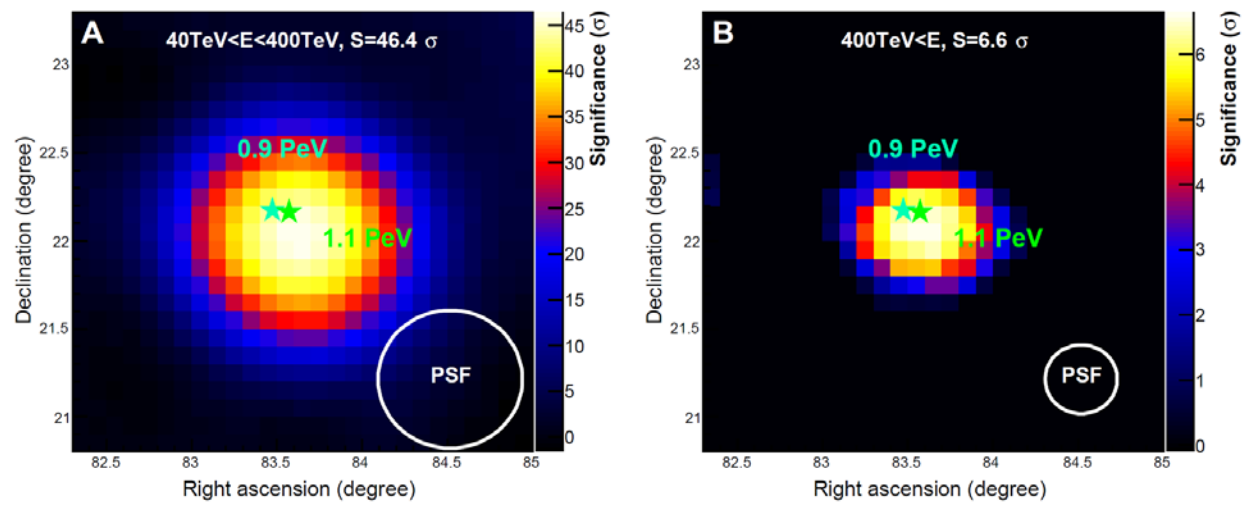 A
40TeV<E<400TeV, S=46.4 σ
0.9 PeV
1.1 PeV
PSF
23
22.5
22
21.5
21
82.5 83 83.5 84 84.5 85
Declination (degree)
Right ascension (degree)
45
40
35
30
25
20
15
10
5
0
Significance (σ)
B
400TeV<E, S=6.6 σ
0.9 PeV
1.1 PeV
PSF
23
22.5
22
21.5
21
82.5 83 83.5 84 84.5 85
Declination (degree)
Right ascension (degree)
6
5
4
3
2
1
0
Significance (σ)